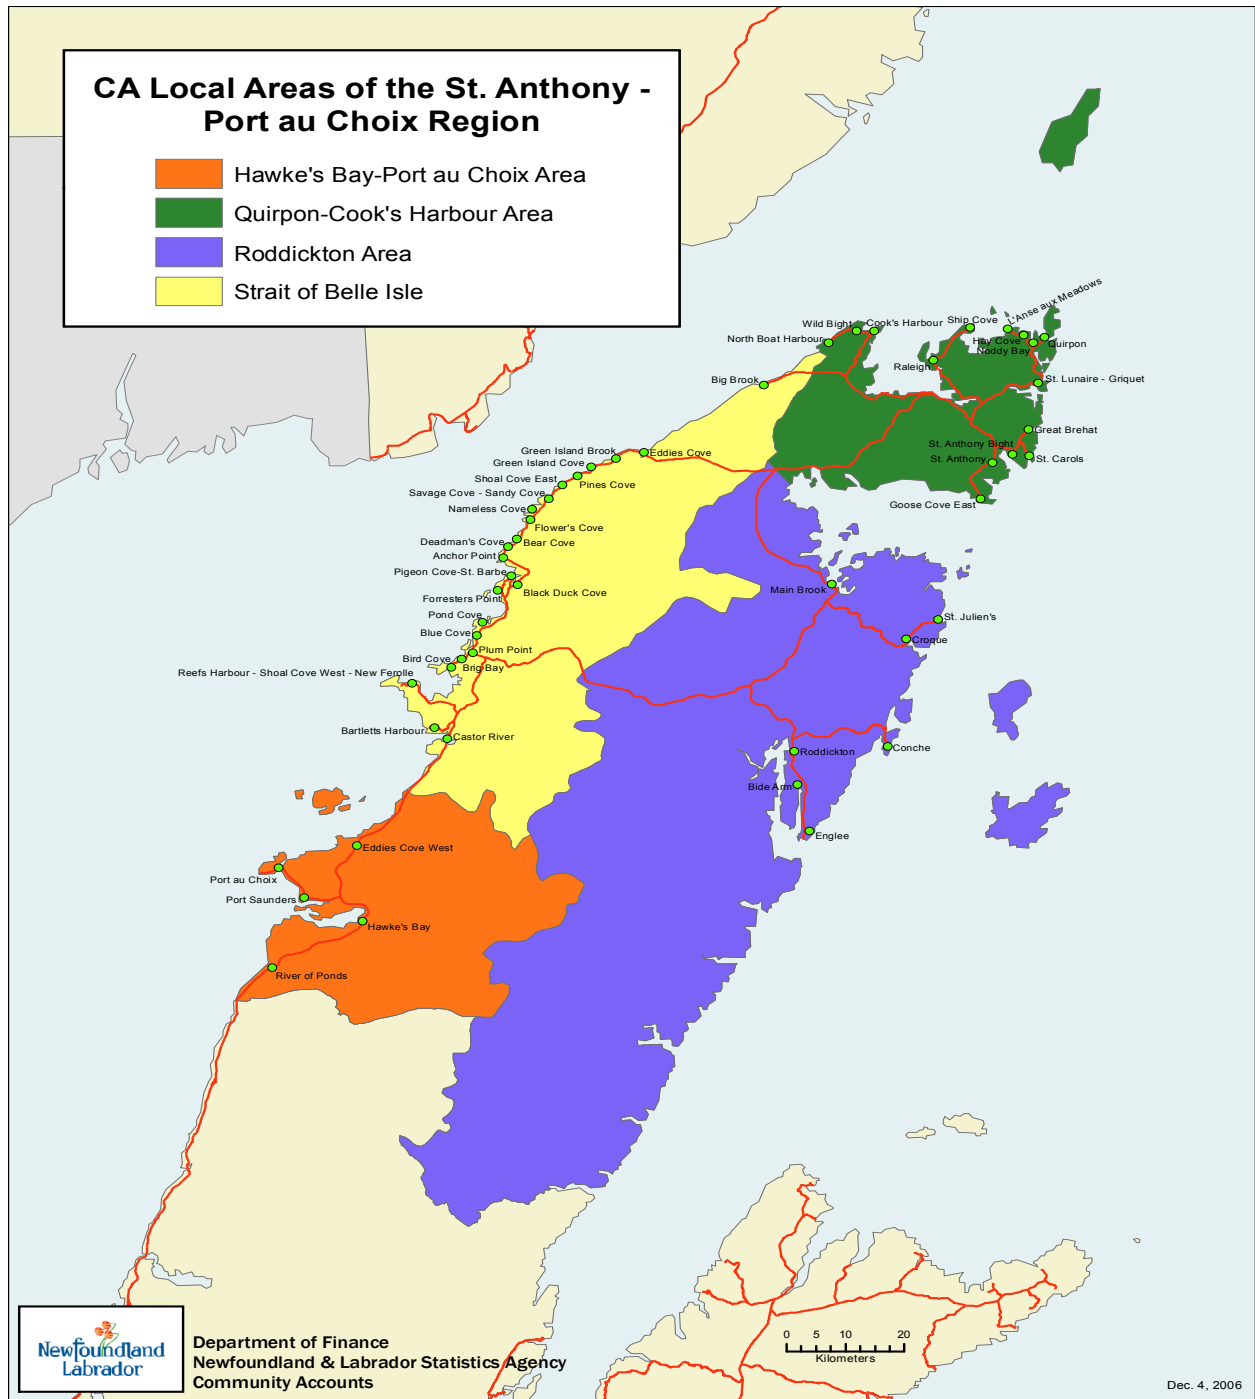 CA Local Areas of the St. Anthony -
Port au Choix Region
Hawke's Bay-Port au Choix Area
Quirpon-Cook's Harbour Area
Roddickton Area
Strait of Belle Isle
L'Anse aux Meadows
Ship Cove
Wild Bight
Cook's Harbour
North Boat Harbour
Hay Cove
Quirpon
Noddy Bay
Raleigh
Big Brook
St. Lunaire - Griquet
Great Brehat
St. Anthony Bight
Green Island Brook
Eddies Cove
St. Anthony
St. Carols
Green Island Cove
Shoal Cove East
Pines Cove
Savage Cove - Sandy Cove
Goose Cove East
Nameless Cove
Flower's Cove
Deadman's Cove
Bear Cove
Anchor Point
Pigeon Cove-St. Barbe
Black Duck Cove
Main Brook
Forresters Point
Pond Cove
St. Julien's
Blue Cove
Croque
Plum Point
Bird Cove
Brig Bay
Reefs Harbour - Shoal Cove West - New Ferolle
Bartletts Harbour
Castor River
Conche
Roddickton
Bide Arm
Englee
Eddies Cove West
Port au Choix
Port Saunders
Hawke's Bay
River of Ponds
Newfoundland
Labrador
Department of Finance
Newfoundland & Labrador Statistics Agency
Community Accounts
0 5 10 20
Kilometers
Dec. 4, 2006